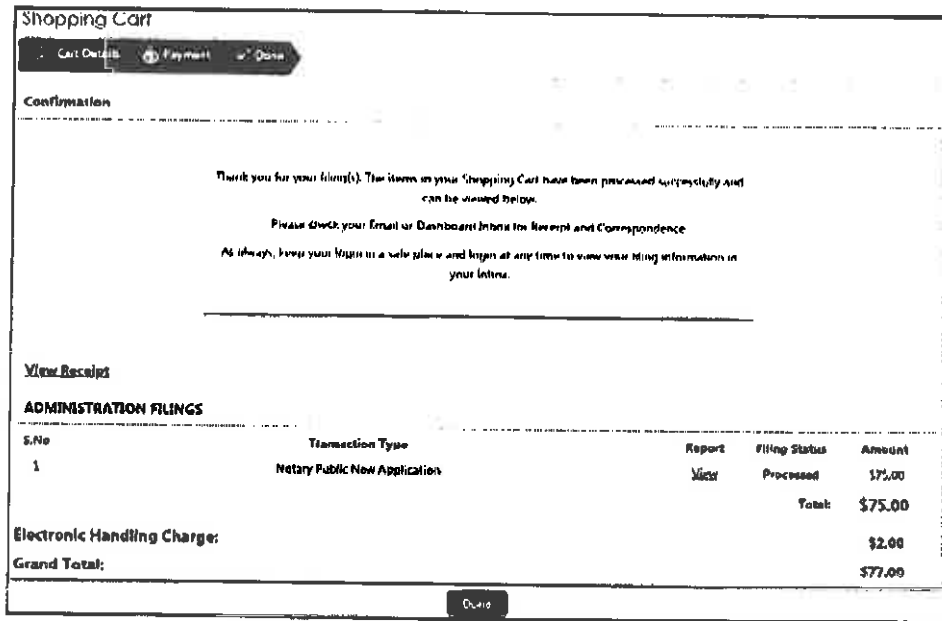 Shopping Cart
Cart Details Payment Done
Confirmation
Thank you for your filing(s). The items in your Shopping Cart have been processed successfully and
can be viewed below.
Please check your Email or Dashboard Inbox for Receipt and Correspondence
As always, keep your login in a safe place and login at any time to view your filing information in
your Inbox.
View Receipt
ADMINISTRATION FILINGS
S.No Transaction Type Report Filing Status Amount
1 Notary Public New Application View Processed $75.00
Total: $75.00
Electronic Handling Charge: $2.00
Grand Total: $77.00